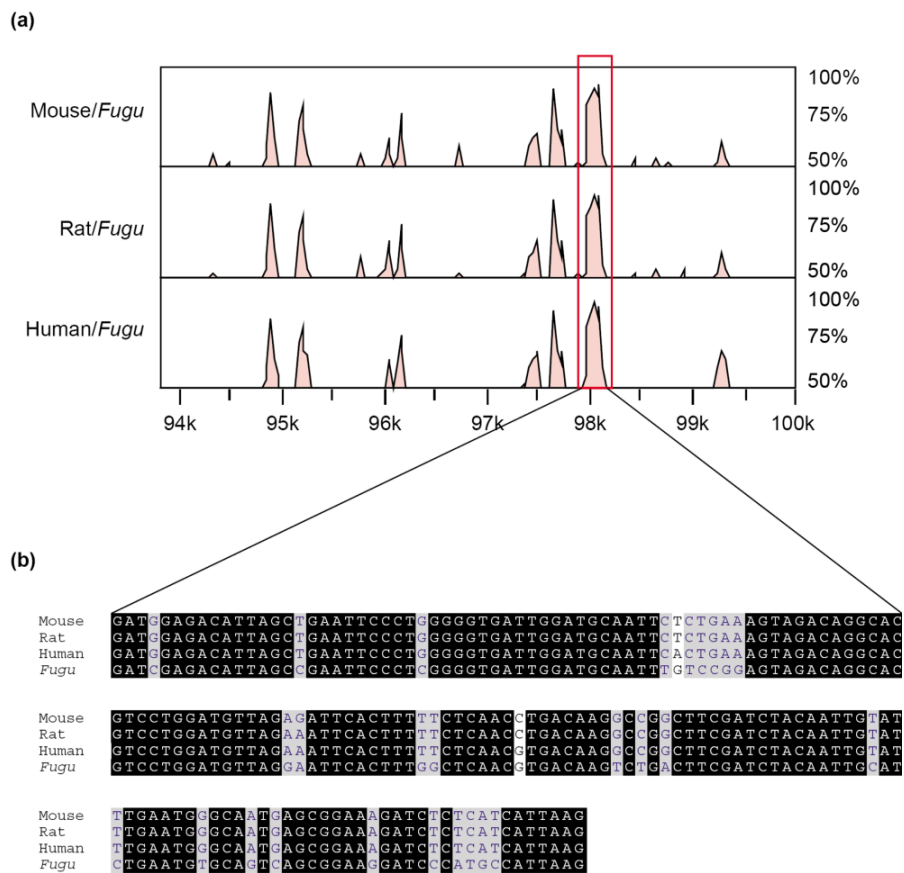 (a)
100%
75%
50%
Mouse/Fugu
100%
75%
50%
Rat/Fugu
100%
75%
50%
Human/Fugu
94k 95k 96k 97k 98k 99k 100k
(b)
Mouse GATGGAGACATTAGCTGAATTCCCTGGGGGTGATTGGATGCAATTCTCTGAAAGTAGACAGGCAC
Rat GATGGAGACATTAGCTGAATTCCCTGGGGGTGATTGGATGCAATTCTCTGAAAGTAGACAGGCAC
Human GATGGAGACATTAGCTGAATTCCCTGGGGGTGATTGGATGCAATTCACTGAAAGTAGACAGGCAC
Fugu GATCGAGACATTAGCCGAATTCCCTCGGGGTGATTGGATGCAATTTGTCCGGAGTAGACAGGCAC
Mouse GTCCTGGATGTTAGAGATTCACTTTTTCTCAACCTGACAAGGCCGGCTTCGATCTACAATTGTAT
Rat GTCCTGGATGTTAGAAATTCACTTTTTCTCAACCTGACAAGGCCGGCTTCGATCTACAATTGTAT
Human GTCCTGGATGTTAGAAATTCACTTTTTCTCAACGTGACAAGGCCGGCTTCGATCTACAATTGTAT
Fugu GTCCTGGATGTTAGGAATTCACTTTGGCTCAACGTGACAAGTCTGACTTCGATCTACAATTGCAT
Mouse TTGAATGGGCAATGAGCGGAAAGATCTCTCATCATTAAG
Rat TTGAATGGGCAATGAGCGGAAAGATCTCTCATCATTAAG
Human TTGAATGGGCAATGAGCGGAAAGATCTCTCATCATTAAG
Fugu CTGAATGTGCAGTCAGCGGAAGGATCCCATGCCATTAAG